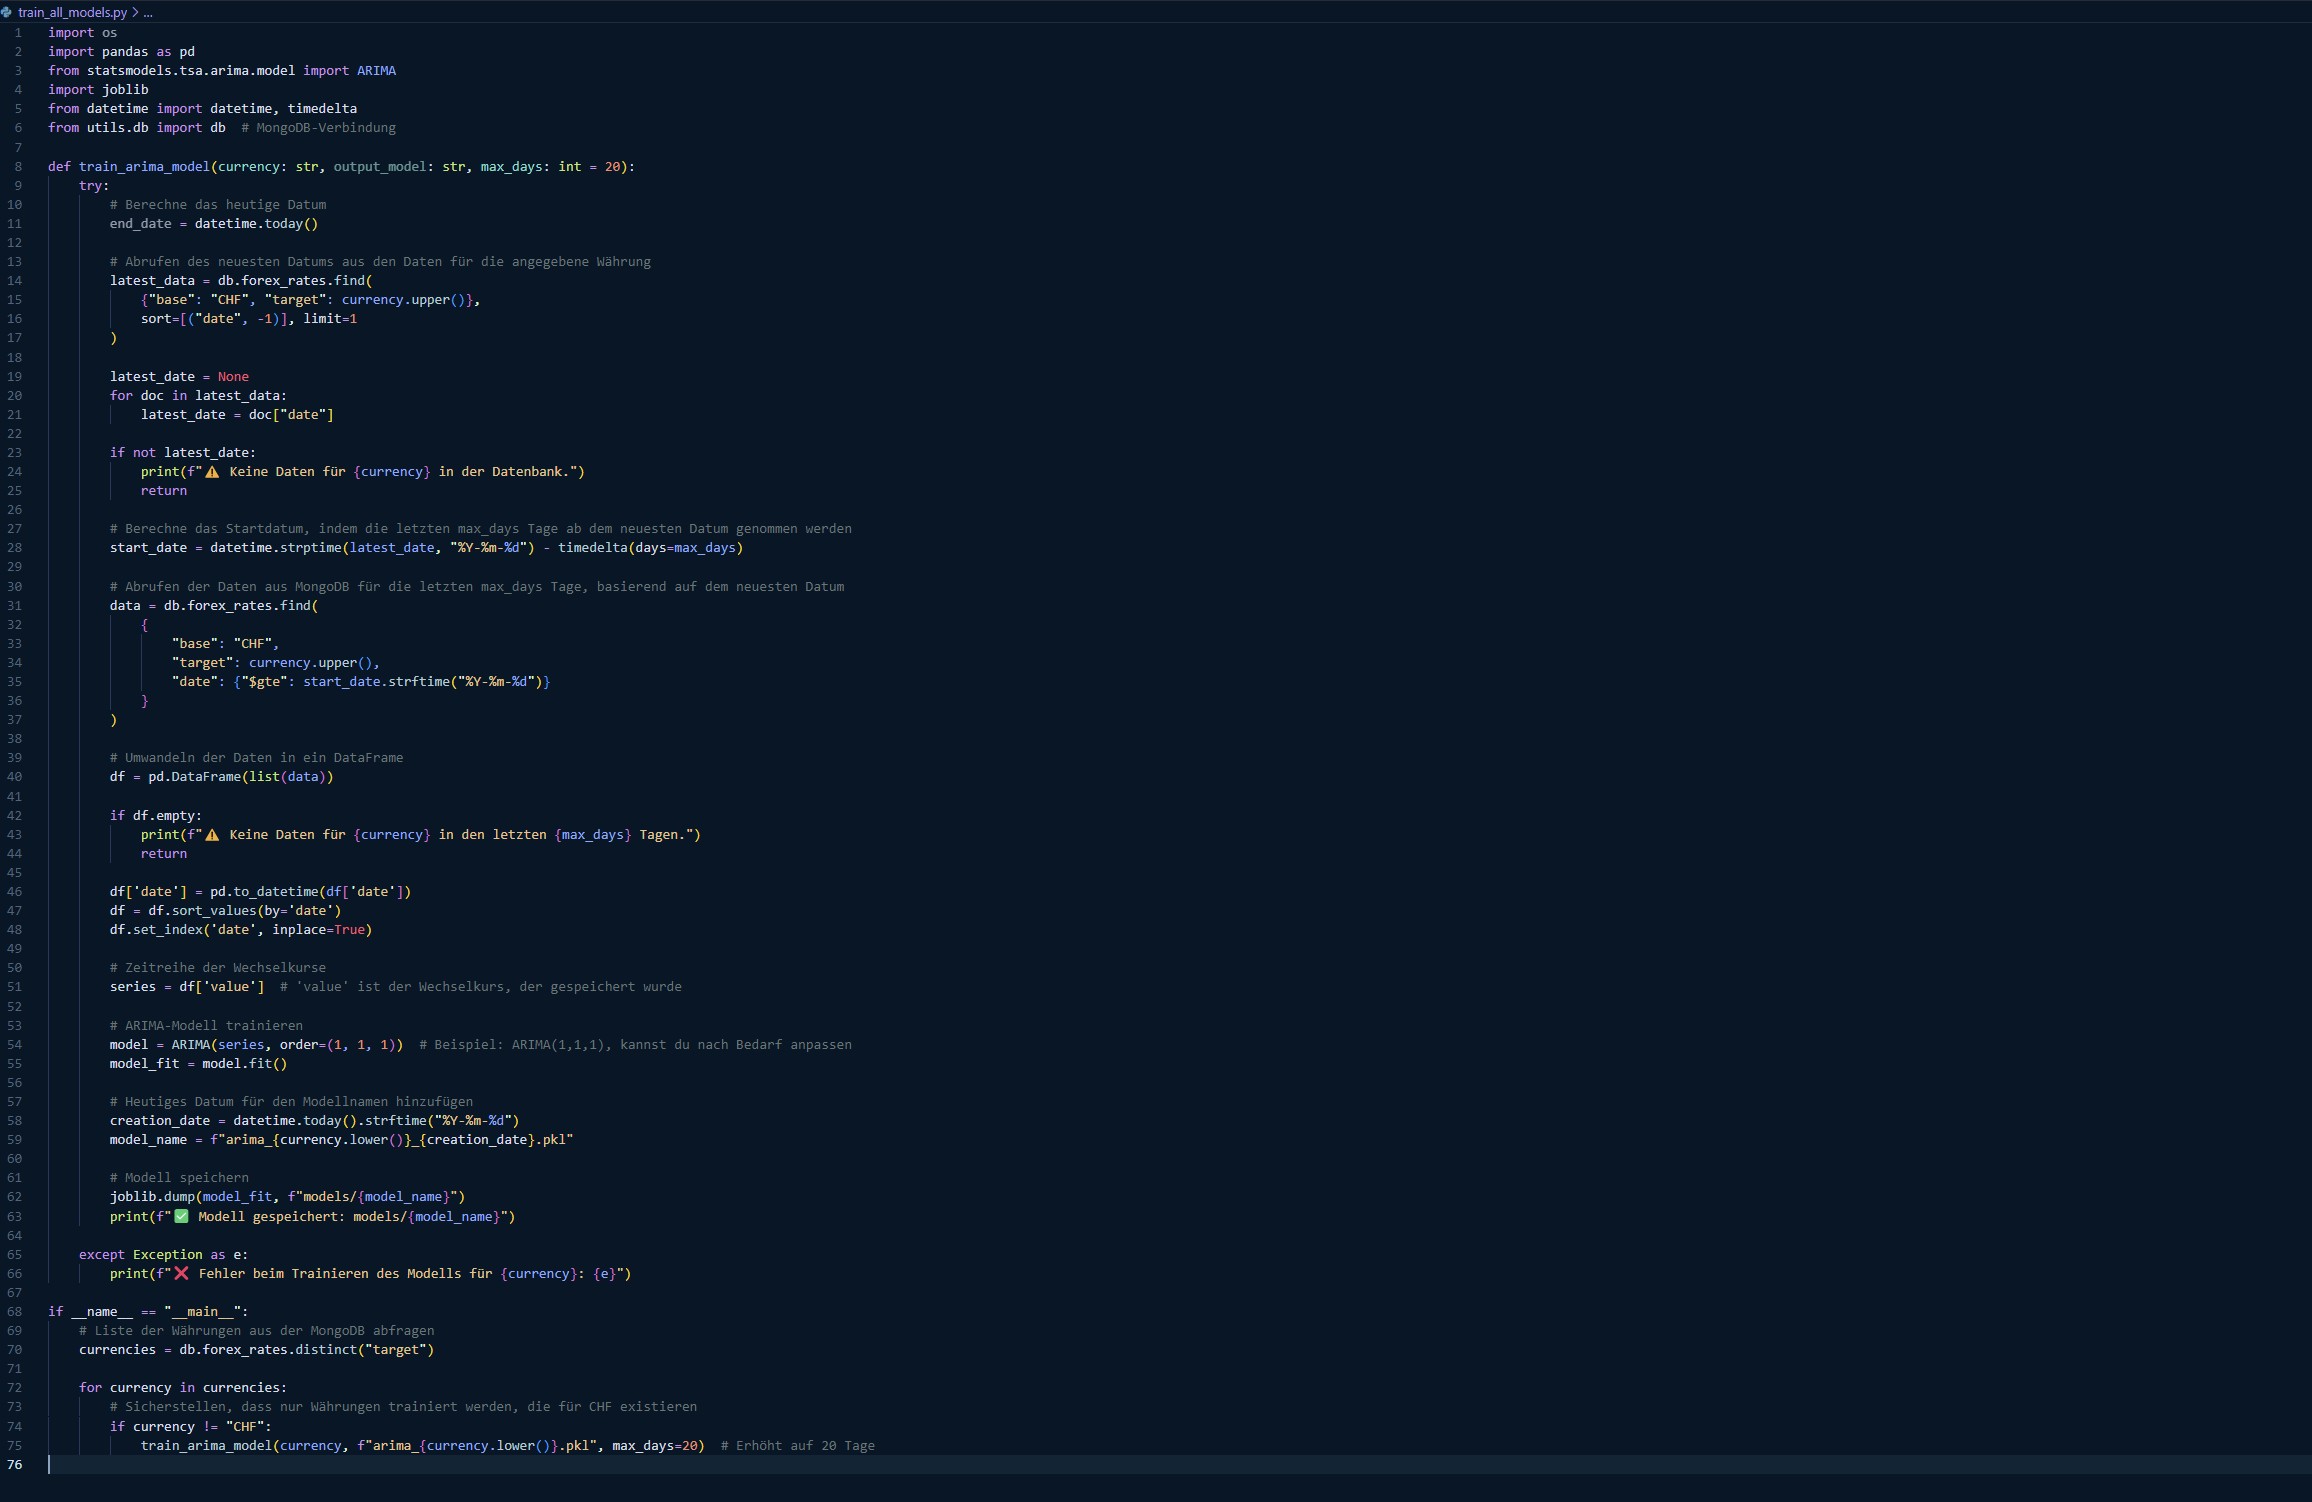 train_all_models.py > ...
1 import os
2 import pandas as pd
3 from statsmodels.tsa.arima.model import ARIMA
4 import joblib
5 from datetime import datetime, timedelta
6 from utils.db import db  # MongoDB-Verbindung
7
8 def train_arima_model(currency: str, output_model: str, max_days: int = 20):
9     try:
10         # Berechne das heutige Datum
11         end_date = datetime.today()
12
13         # Abrufen des neuesten Datums aus den Daten für die angegebene Währung
14         latest_data = db.forex_rates.find(
15             {"base": "CHF", "target": currency.upper()},
16             sort=[("date", -1)], limit=1
17         )
18
19         latest_date = None
20         for doc in latest_data:
21             latest_date = doc["date"]
22
23         if not latest_date:
24             print(f"⚠️ Keine Daten für {currency} in der Datenbank.")
25             return
26
27         # Berechne das Startdatum, indem die letzten max_days Tage ab dem neuesten Datum genommen werden
28         start_date = datetime.strptime(latest_date, "%Y-%m-%d") - timedelta(days=max_days)
29
30         # Abrufen der Daten aus MongoDB für die letzten max_days Tage, basierend auf dem neuesten Datum
31         data = db.forex_rates.find(
32             {
33                 "base": "CHF",
34                 "target": currency.upper(),
35                 "date": {"$gte": start_date.strftime("%Y-%m-%d")}
36             }
37         )
38
39         # Umwandeln der Daten in ein DataFrame
40         df = pd.DataFrame(list(data))
41
42         if df.empty:
43             print(f"⚠️ Keine Daten für {currency} in den letzten {max_days} Tagen.")
44             return
45
46         df['date'] = pd.to_datetime(df['date'])
47         df = df.sort_values(by='date')
48         df.set_index('date', inplace=True)
49
50         # Zeitreihe der Wechselkurse
51         series = df['value']  # 'value' ist der Wechselkurs, der gespeichert wurde
52
53         # ARIMA-Modell trainieren
54         model = ARIMA(series, order=(1, 1, 1))  # Beispiel: ARIMA(1,1,1), kannst du nach Bedarf anpassen
55         model_fit = model.fit()
56
57         # Heutiges Datum für den Modellnamen hinzufügen
58         creation_date = datetime.today().strftime("%Y-%m-%d")
59         model_name = f"arima_{currency.lower()}_{creation_date}.pkl"
60
61         # Modell speichern
62         joblib.dump(model_fit, f"models/{model_name}")
63         print(f"✅ Modell gespeichert: models/{model_name}")
64
65     except Exception as e:
66         print(f"❌ Fehler beim Trainieren des Modells für {currency}: {e}")
67
68 if __name__ == "__main__":
69     # Liste der Währungen aus der MongoDB abfragen
70     currencies = db.forex_rates.distinct("target")
71
72     for currency in currencies:
73         # Sicherstellen, dass nur Währungen trainiert werden, die für CHF existieren
74         if currency != "CHF":
75             train_arima_model(currency, f"arima_{currency.lower()}.pkl", max_days=20)  # Erhöht auf 20 Tage
76